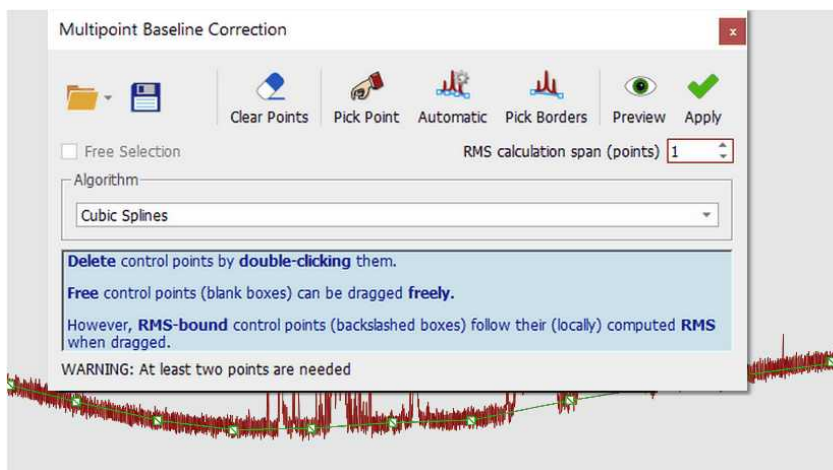 Multipoint Baseline Correction
x
Clear Points
Pick Point
Automatic
Pick Borders
Preview
Apply
Free Selection
RMS calculation span (points) 1
Algorithm
Cubic Splines
Delete control points by double-clicking them.
Free control points (blank boxes) can be dragged freely.
However, RMS-bound control points (backslashed boxes) follow their (locally) computed RMS
when dragged.
WARNING: At least two points are needed